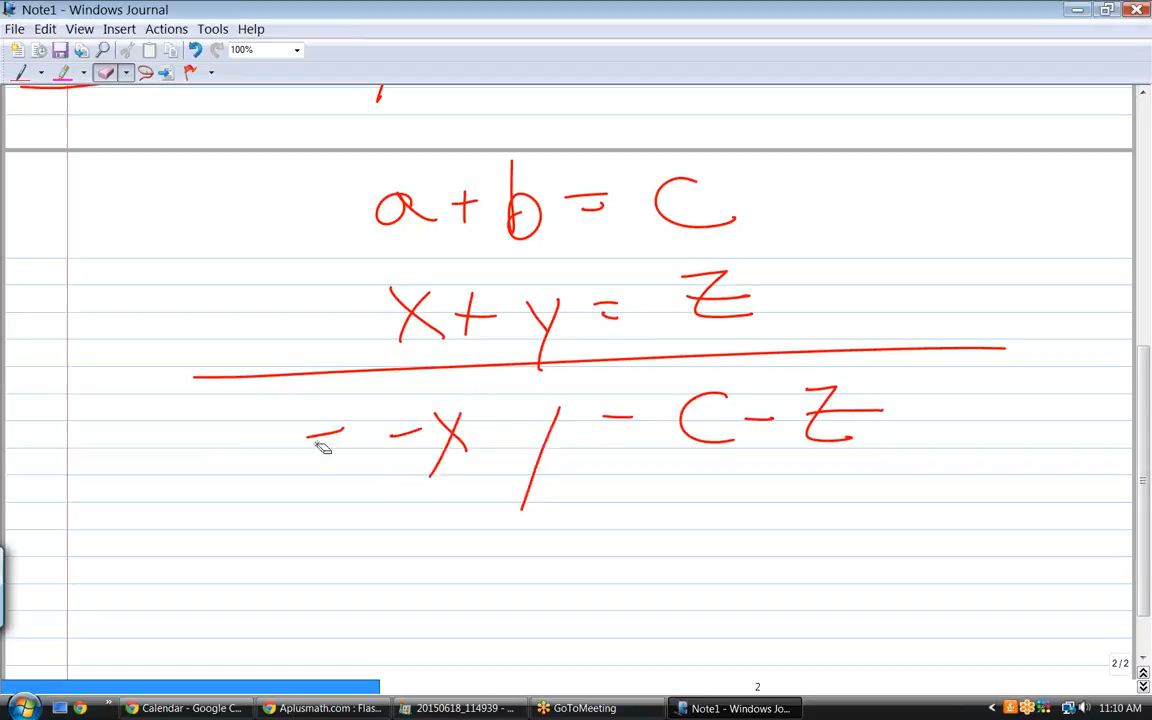 Note1 - Windows Journal
File Edit View Insert Actions Tools Help
100%
a + b = c
x + y = z
- - x / - c - z
2/2
2
Calendar - Google C...
Aplusmath.com : Flas...
20150618_114939 - ...
GoToMeeting
Note1 - Windows Jo...
11:10 AM